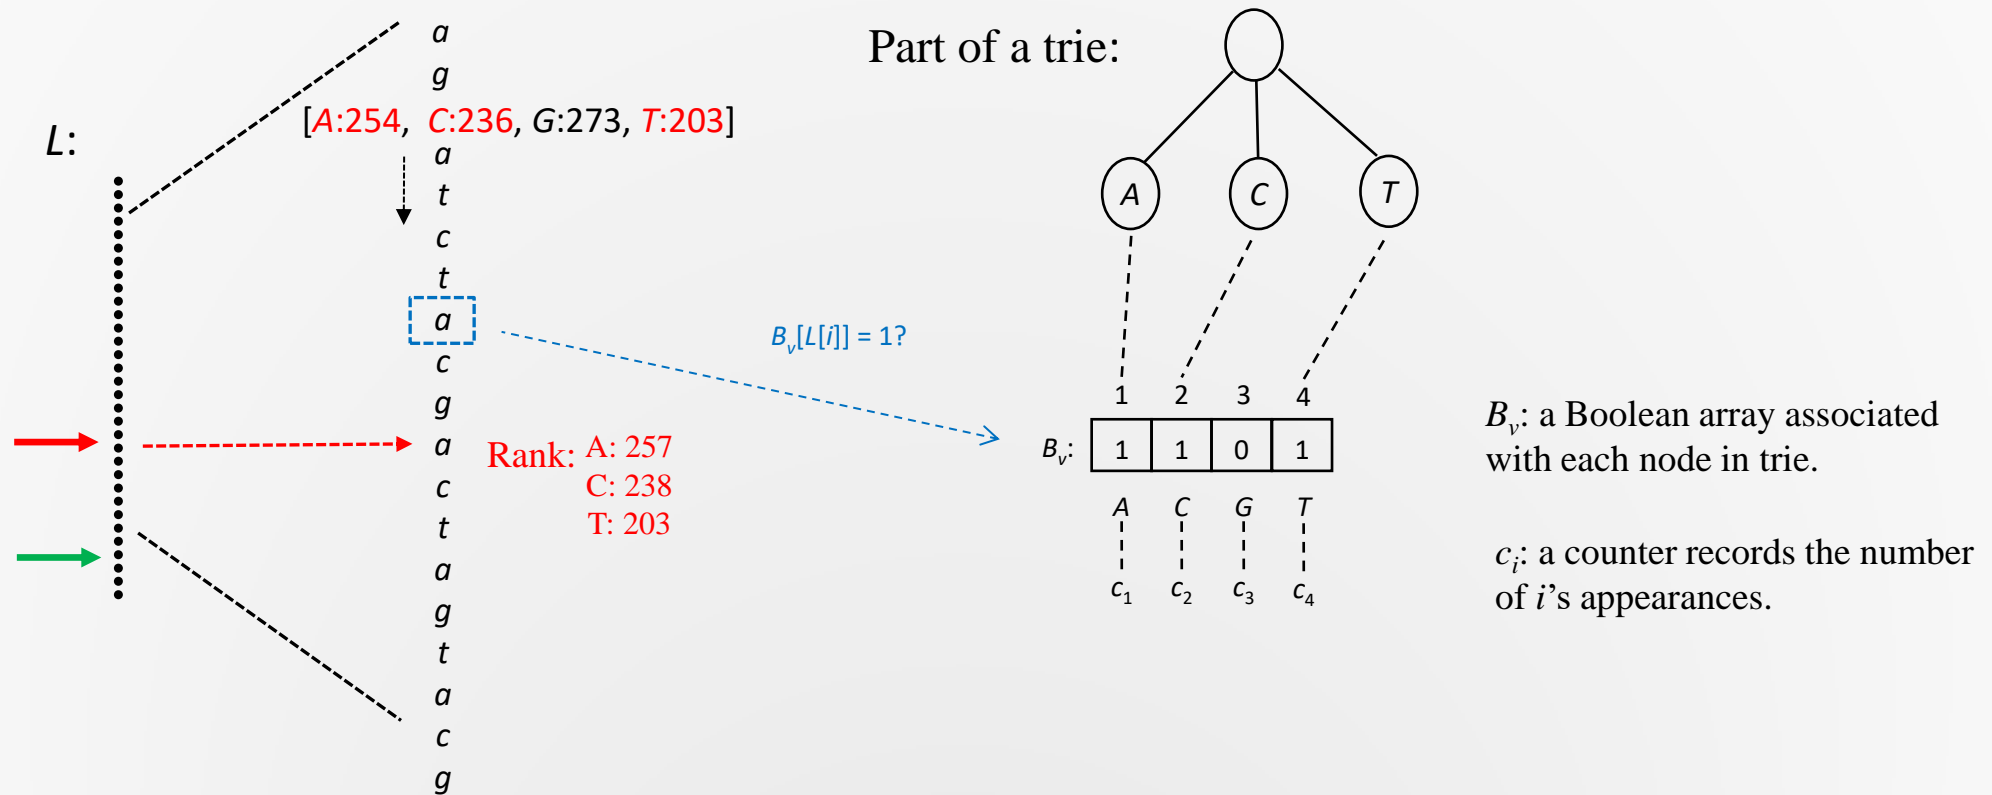 Part of a trie:
L:
a
g
[A:254, C:236, G:273, T:203]
a
t
c
t
a
c
g
a
c
t
a
g
t
a
c
g
Rank: A: 257
C: 238
T: 203
Bv[L[i]] = 1?
A C T
1 2 3 4
Bv: 1 1 0 1
A C G T
c1 c2 c3 c4
Bv: a Boolean array associated
with each node in trie.
ci: a counter records the number
of i’s appearances.